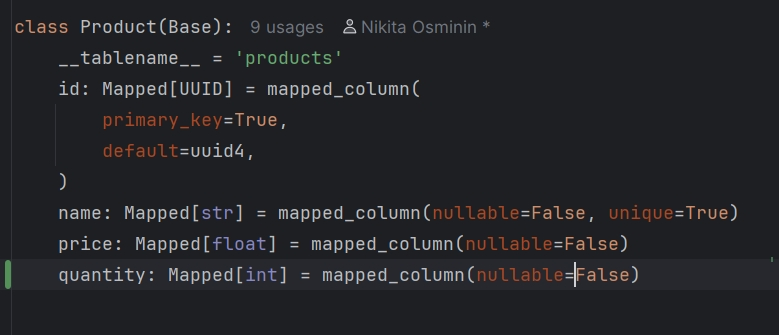 class Product(Base): 9 usages Nikita Osminin *
    __tablename__ = 'products'
    id: Mapped[UUID] = mapped_column(
        primary_key=True,
        default=uuid4,
    )
    name: Mapped[str] = mapped_column(nullable=False, unique=True)
    price: Mapped[float] = mapped_column(nullable=False)
    quantity: Mapped[int] = mapped_column(nullable=False)